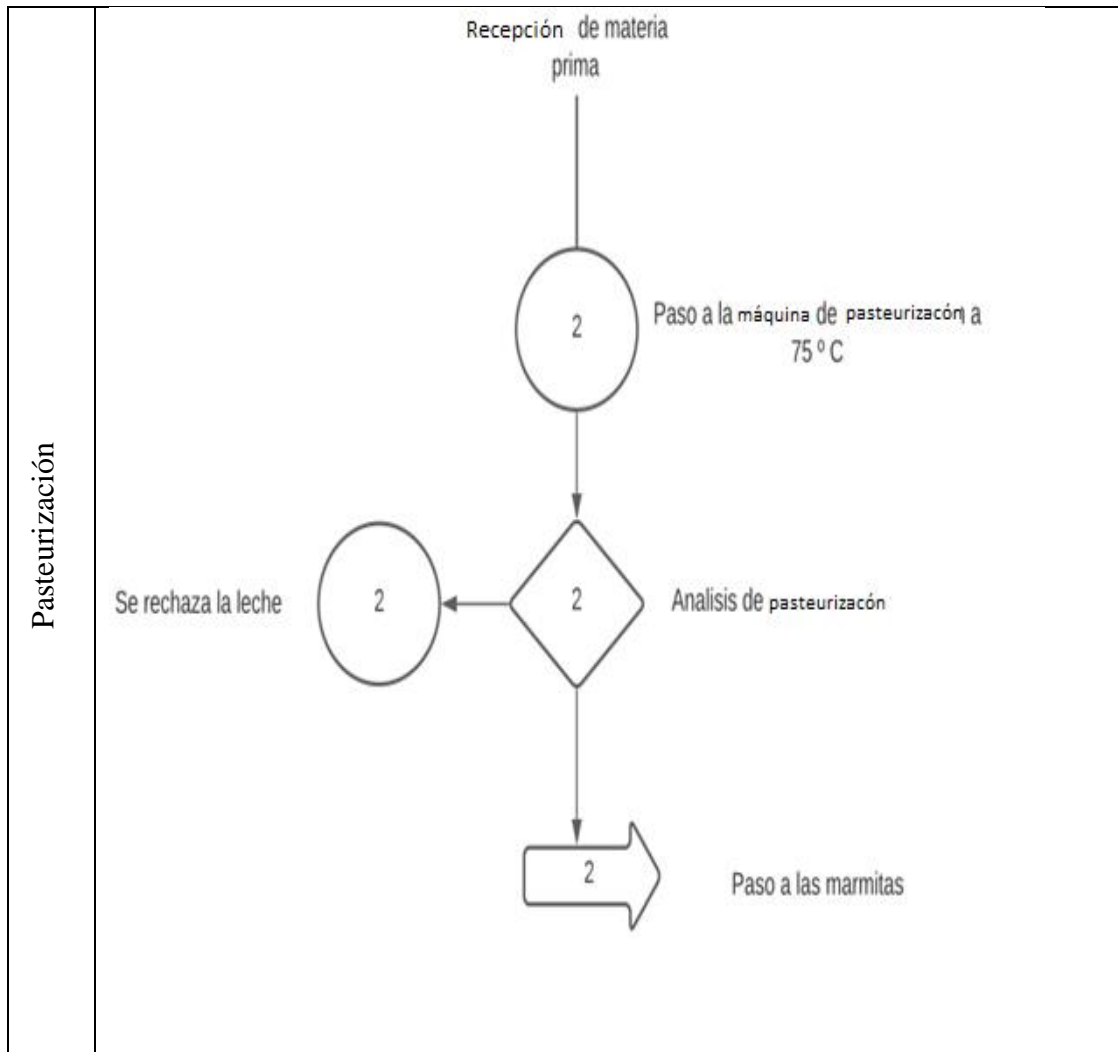 Recepción de materia
prima
2
Paso a la máquina de pasteurizacón a
75 º C
Pasteurización
Se rechaza la leche
2
2
Analisis de pasteurizacón
2
Paso a las marmitas